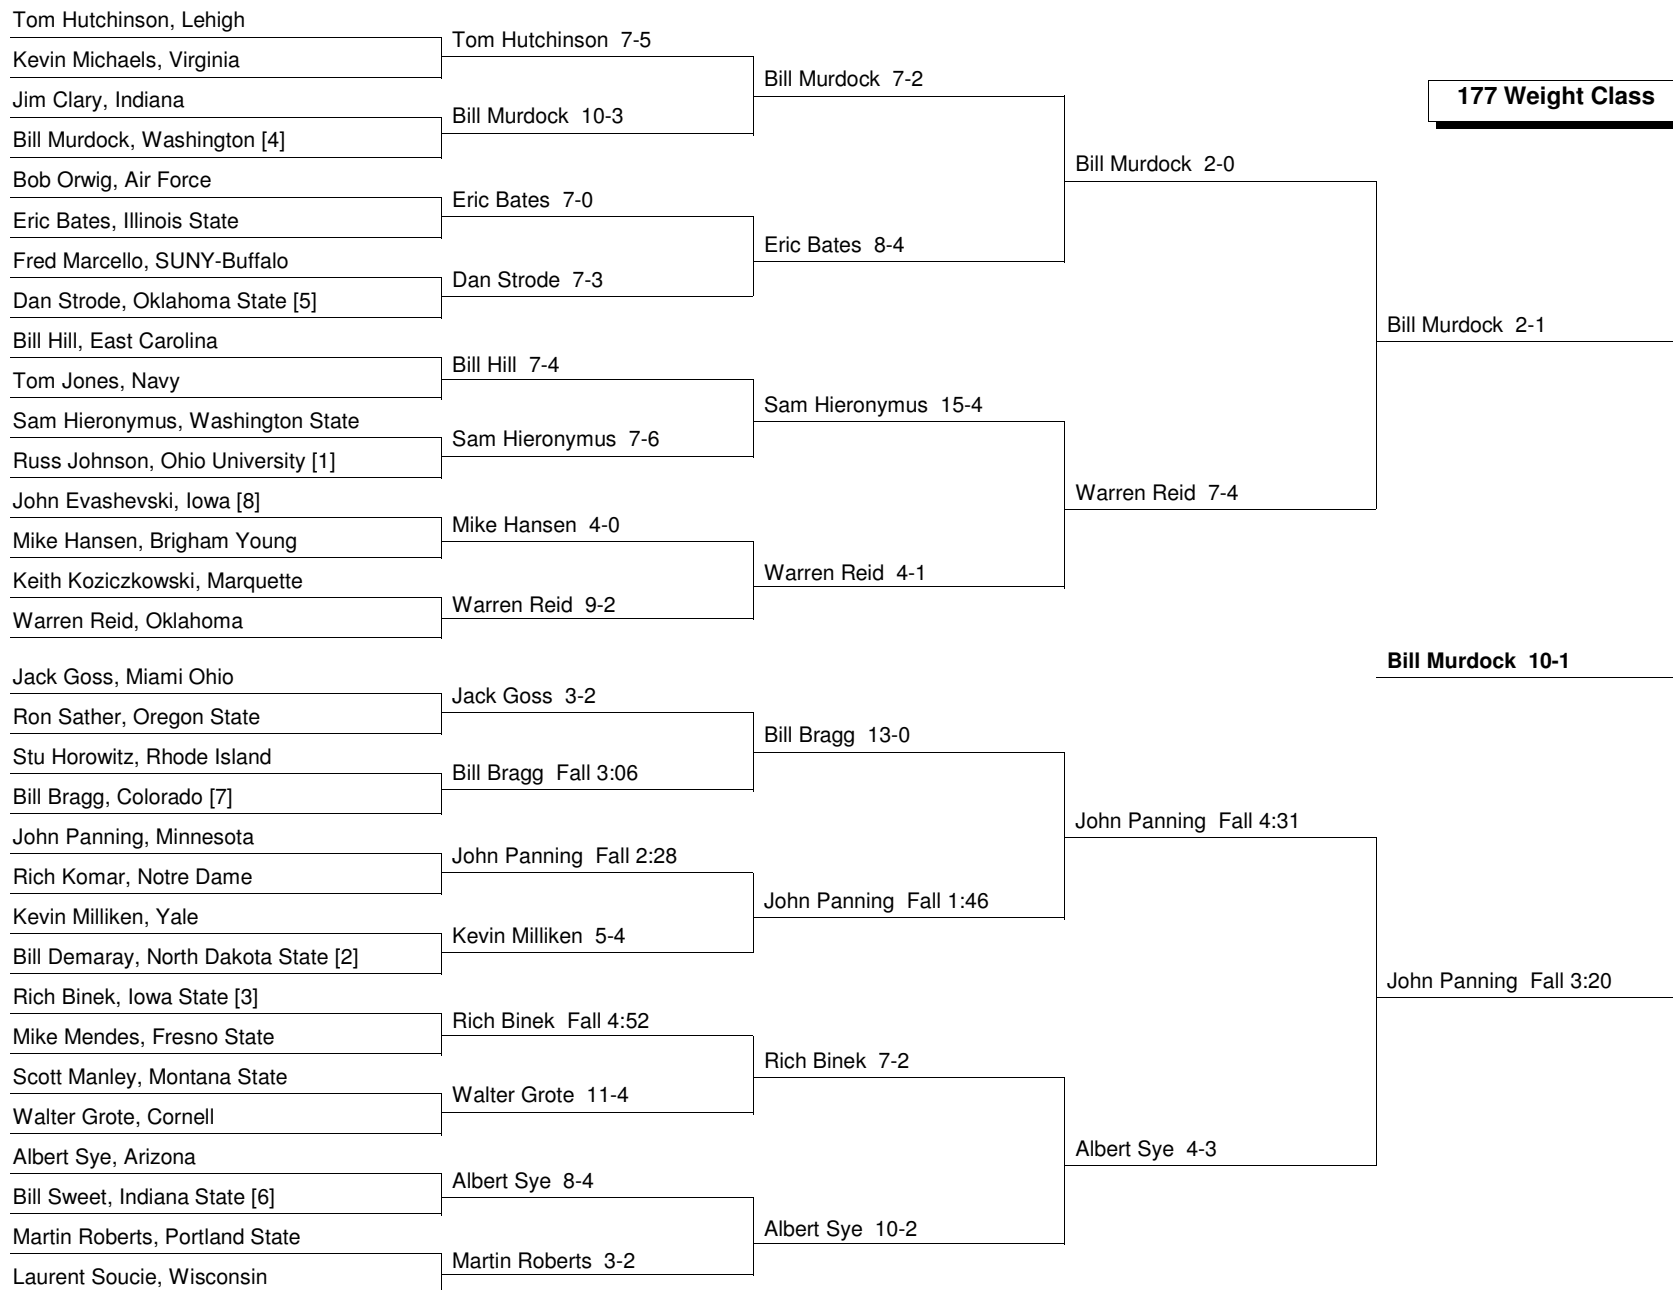 Tom Hutchinson, Lehigh
Kevin Michaels, Virginia
Jim Clary, Indiana
Bill Murdock, Washington [4]
Bob Orwig, Air Force
Eric Bates, Illinois State
Fred Marcello, SUNY-Buffalo
Dan Strode, Oklahoma State [5]
Bill Hill, East Carolina
Tom Jones, Navy
Sam Hieronymus, Washington State
Russ Johnson, Ohio University [1]
John Evashevski, Iowa [8]
Mike Hansen, Brigham Young
Keith Koziczkowski, Marquette
Warren Reid, Oklahoma
Jack Goss, Miami Ohio
Ron Sather, Oregon State
Stu Horowitz, Rhode Island
Bill Bragg, Colorado [7]
John Panning, Minnesota
Rich Komar, Notre Dame
Kevin Milliken, Yale
Bill Demaray, North Dakota State [2]
Rich Binek, Iowa State [3]
Mike Mendes, Fresno State
Scott Manley, Montana State
Walter Grote, Cornell
Albert Sye, Arizona
Bill Sweet, Indiana State [6]
Martin Roberts, Portland State
Laurent Soucie, Wisconsin
Tom Hutchinson 7-5
Bill Murdock 10-3
Eric Bates 7-0
Dan Strode 7-3
Bill Hill 7-4
Sam Hieronymus 7-6
Mike Hansen 4-0
Warren Reid 9-2
Jack Goss 3-2
Bill Bragg Fall 3:06
John Panning Fall 2:28
Kevin Milliken 5-4
Rich Binek Fall 4:52
Walter Grote 11-4
Albert Sye 8-4
Martin Roberts 3-2
Bill Murdock 7-2
Eric Bates 8-4
Sam Hieronymus 15-4
Warren Reid 4-1
Bill Bragg 13-0
John Panning Fall 1:46
Rich Binek 7-2
Albert Sye 10-2
Bill Murdock 2-0
Warren Reid 7-4
John Panning Fall 4:31
Albert Sye 4-3
177 Weight Class
Bill Murdock 2-1
Bill Murdock 10-1
John Panning Fall 3:20